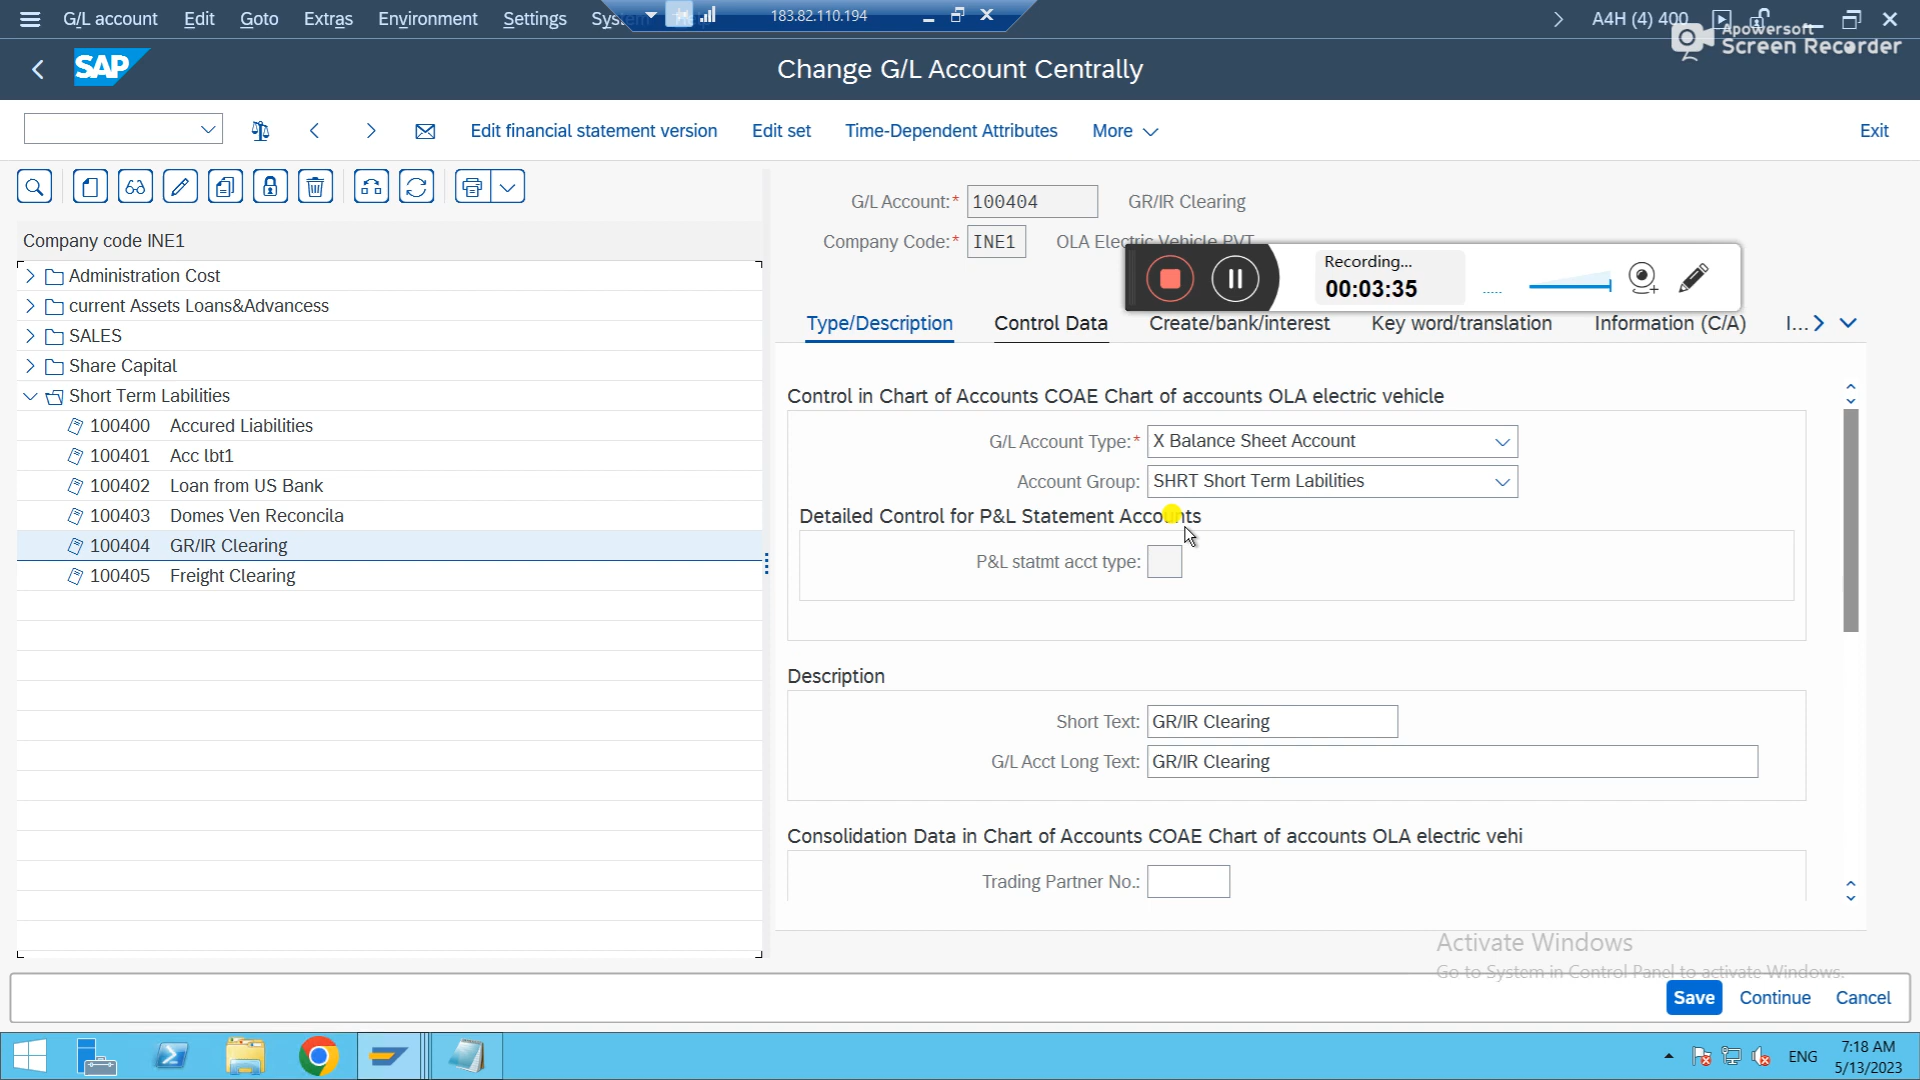 G/L account Edit Goto Extras Environment Settings 183.82.110.194 A4H (4) 400
Apowersoft
Screen Recorder
SAP Change G/L Account Centrally
Edit financial statement version Edit set Time-Dependent Attributes More Exit
G/L Account:* 100404 GR/IR Clearing
Company Code:* INE1 OLA Electric Vehicle PVT
Company code INE1
Recording...
00:03:35
Administration Cost
current Assets Loans&Advancess
SALES
Share Capital
Short Term Labilities
100400 Accured Liabilities
100401 Acc lbt1
100402 Loan from US Bank
100403 Domes Ven Reconcila
100404 GR/IR Clearing
100405 Freight Clearing
Type/Description Control Data Create/bank/interest Key word/translation Information (C/A) I...
Control in Chart of Accounts COAE Chart of accounts OLA electric vehicle
G/L Account Type:* X Balance Sheet Account
Account Group: SHRT Short Term Labilities
Detailed Control for P&L Statement Accounts
P&L statmt acct type:
Description
Short Text: GR/IR Clearing
G/L Acct Long Text: GR/IR Clearing
Consolidation Data in Chart of Accounts COAE Chart of accounts OLA electric vehi
Trading Partner No.:
Activate Windows
Go to System in Control Panel to activate Windows.
Save Continue Cancel
ENG
7:18 AM
5/13/2023